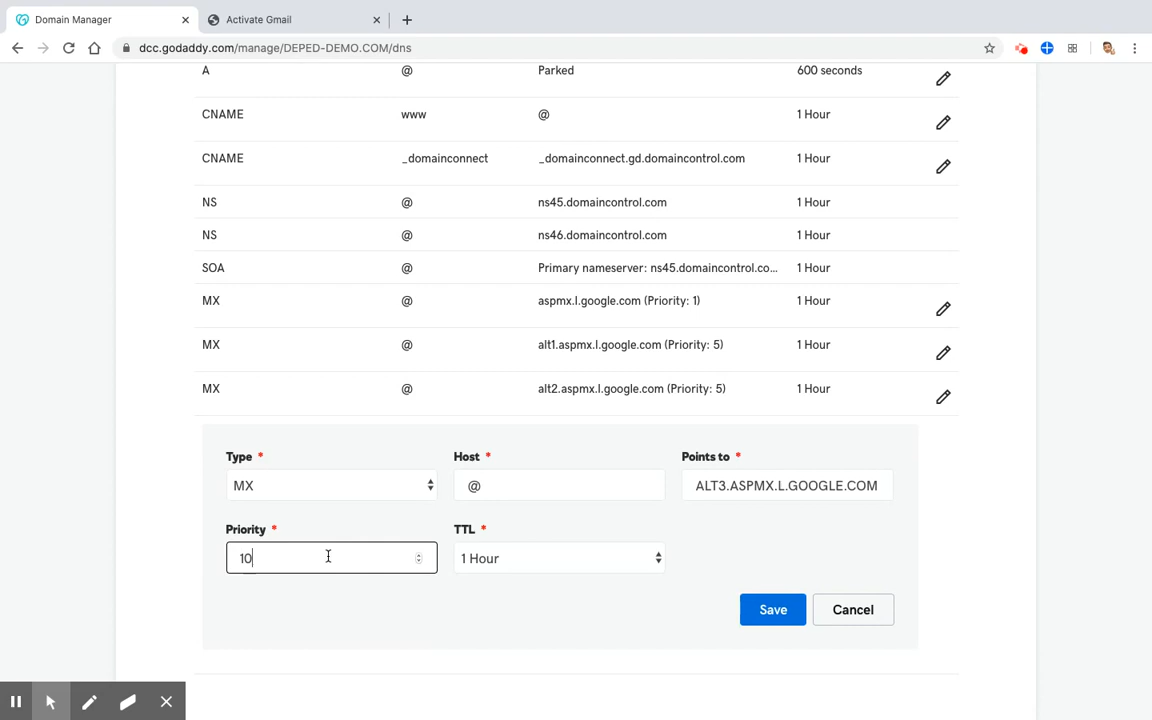 Domain Manager
Activate Gmail
dcc.godaddy.com/manage/DEPED-DEMO.COM/dns
A @ Parked 600 seconds
CNAME www @ 1 Hour
CNAME _domainconnect _domainconnect.gd.domaincontrol.com 1 Hour
NS @ ns45.domaincontrol.com 1 Hour
NS @ ns46.domaincontrol.com 1 Hour
SOA @ Primary nameserver: ns45.domaincontrol.co... 1 Hour
MX @ aspmx.l.google.com (Priority: 1) 1 Hour
MX @ alt1.aspmx.l.google.com (Priority: 5) 1 Hour
MX @ alt2.aspmx.l.google.com (Priority: 5) 1 Hour
Type * Host * Points to *
MX @ ALT3.ASPMX.L.GOOGLE.COM
Priority * TTL *
10 1 Hour
Save Cancel